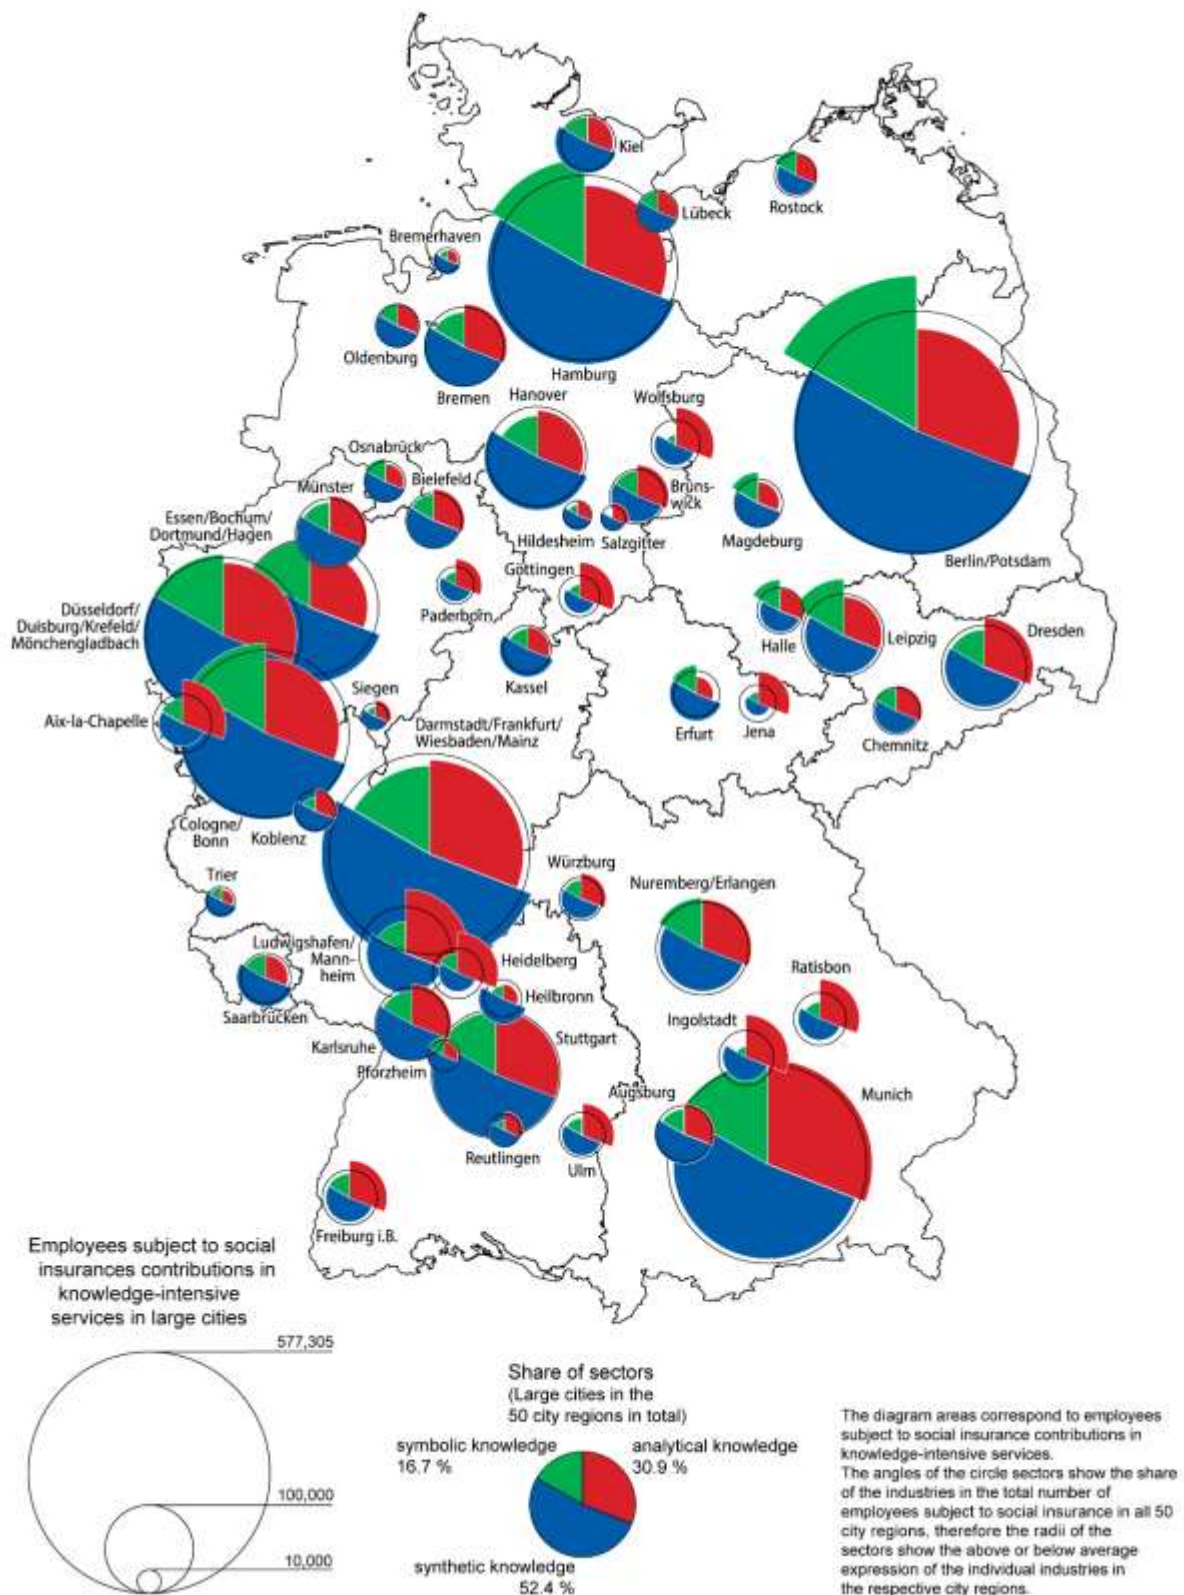 Kiel
Lübeck
Rostock
Bremerhaven
Oldenburg
Bremen
Hamburg
Hanover
Wolfsburg
Berlin/Potsdam
Osnabrück
Bielefeld
Münster
Bruns-
wick
Essen/Bochum/
Dortmund/Hagen
Hildesheim
Salzgitter
Magdeburg
Göttingen
Düsseldorf/
Duisburg/Krefeld/
Mönchengladbach
Paderborn
Halle
Leipzig
Dresden
Kassel
Siegen
Aix-la-Chapelle
Darmstadt/Frankfurt/
Wiesbaden/Mainz
Erfurt
Jena
Chemnitz
Cologne/
Bonn
Koblenz
Trier
Würzburg
Nuremberg/Erlangen
Ludwigshafen/
Mann-
heim
Heidelberg
Ratisbon
Heilbronn
Saarbrücken
Ingolstadt
Karlsruhe
Stuttgart
Pforzheim
Augsburg
Munich
Reutlingen
Ulm
Freiburg i.B.
Employees subject to social
insurances contributions in
knowledge-intensive
services in large cities
577,305
100,000
10,000
Share of sectors
(Large cities in the
50 city regions in total)
symbolic knowledge
16.7 %
analytical knowledge
30.9 %
synthetic knowledge
52.4 %
The diagram areas correspond to employees
subject to social insurance contributions in
knowledge-intensive services.
The angles of the circle sectors show the share
of the industries in the total number of
employees subject to social insurance in all 50
city regions, therefore the radii of the
sectors show the above or below average
expression of the individual industries in
the respective city regions.